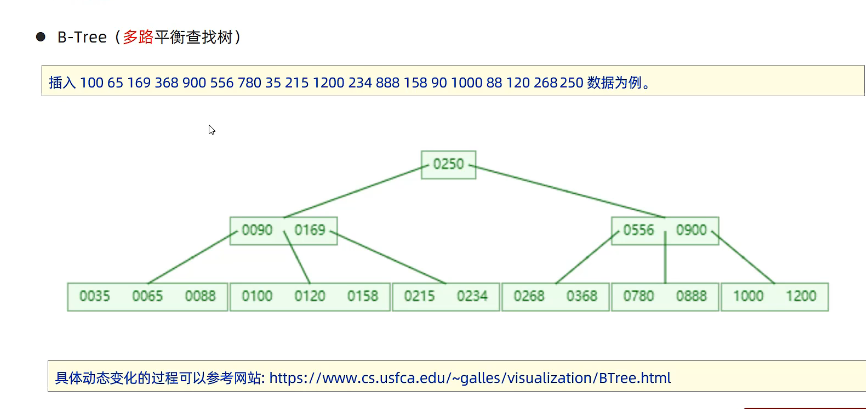 ● B-Tree（多路平衡查找树）
插入 100 65 169 368 900 556 780 35 215 1200 234 888 158 90 1000 88 120 268 250 数据为例。
0250
0090 0169 0556 0900
0035 0065 0088 0100 0120 0158 0215 0234 0268 0368 0780 0888 1000 1200
具体动态变化的过程可以参考网站: https://www.cs.usfca.edu/~galles/visualization/BTree.html